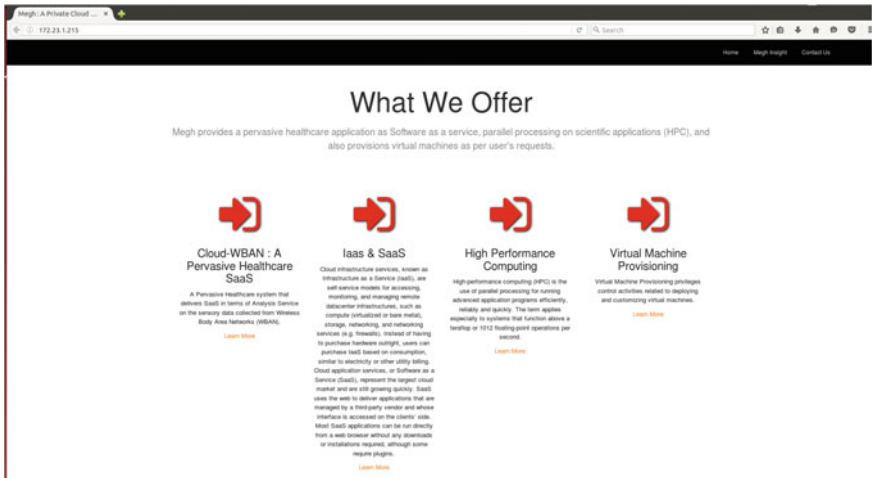 Megh : A Private Cloud ...
172.23.1.215
Search
Home Megh Insight Contact Us
What We Offer
Megh provides a pervasive healthcare application as Software as a service, parallel processing on scientific applications (HPC), and
also provisions virtual machines as per user's requests.
Cloud-WBAN : A
Pervasive Healthcare
SaaS
A Pervasive Healthcare system that
delivers SaaS in terms of Analysis Service
on the sensory data collected from Wireless
Body Area Networks (WBAN).
Learn More
Iaas & SaaS
Cloud infrastructure services, known as
Infrastructure as a Service (IaaS), are
self-service models for accessing,
monitoring, and managing remote
datacenter infrastructures, such as
compute (virtualized or bare metal),
storage, networking, and networking
services (e.g. firewalls). Instead of having
to purchase hardware outright, users can
purchase IaaS based on consumption,
similar to electricity or other utility billing.
Cloud application services, or Software as a
Service (SaaS), represent the largest cloud
market and are still growing quickly. SaaS
uses the web to deliver applications that are
managed by a third-party vendor and whose
interface is accessed on the clients' side.
Most SaaS applications can be run directly
from a web browser without any downloads
or installations required, although some
require plugins.
Learn More
High Performance
Computing
High-performance computing (HPC) is the
use of parallel processing for running
advanced application programs efficiently,
reliably and quickly. The term applies
especially to systems that function above a
teraflop or 1012 floating-point operations per
second.
Learn More
Virtual Machine
Provisioning
Virtual Machine Provisioning privileges
control activities related to deploying
and customizing virtual machines.
Learn More